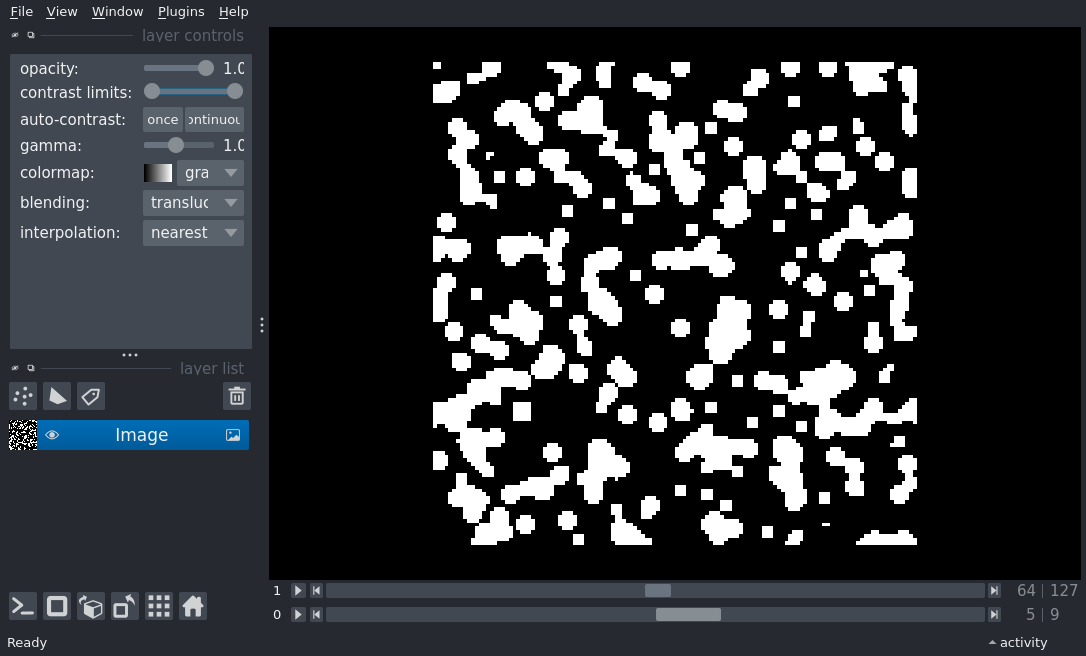 File View Window Plugins Help
layer controls
opacity: 1.0
contrast limits:
auto-contrast: once ontinuou
gamma: 1.0
colormap: gra
blending: transluc
interpolation: nearest
layer list
Image
1 64 | 127
0 5 | 9
Ready activity